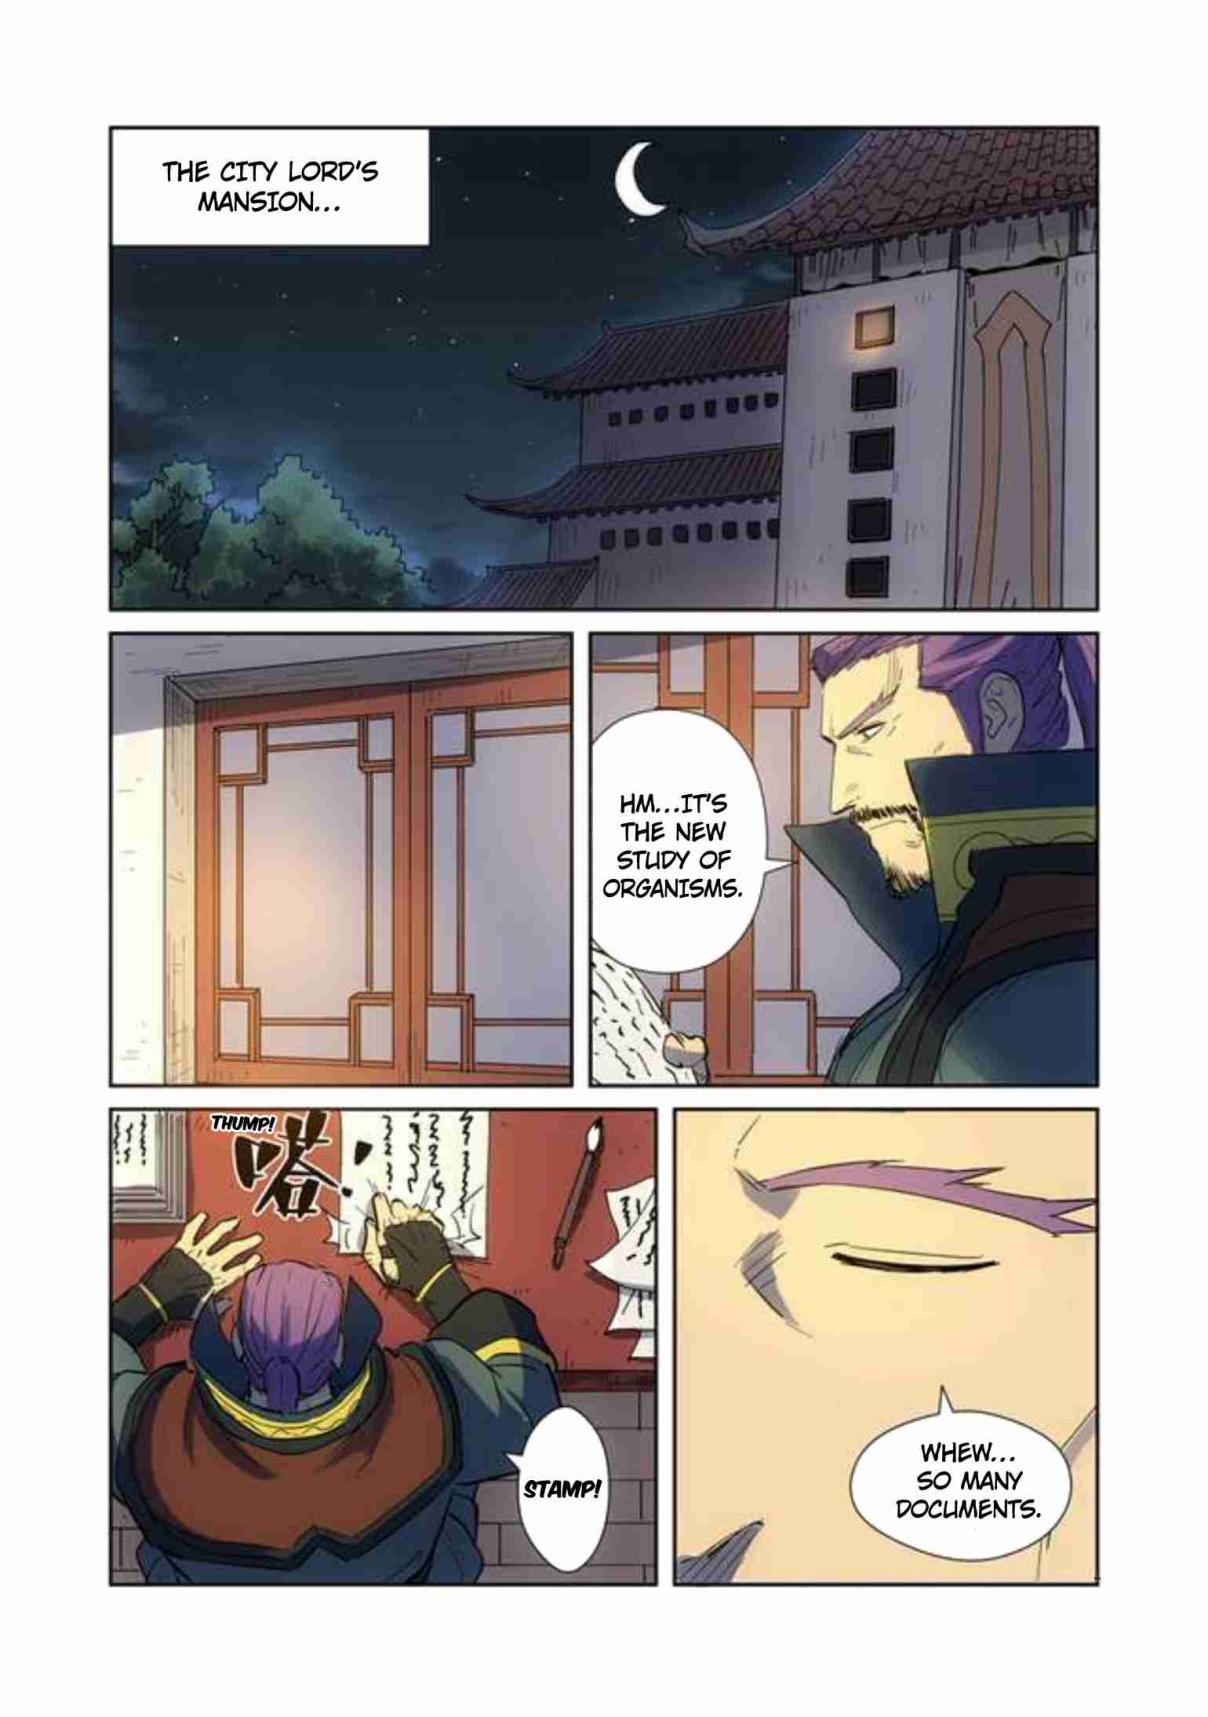 THE CITY LORD'S
MANSION...
HM...IT'S
THE NEW
STUDY OF
ORGANISMS.
THUMP!
嗒!
STAMP!
WHEW...
SO MANY
DOCUMENTS.